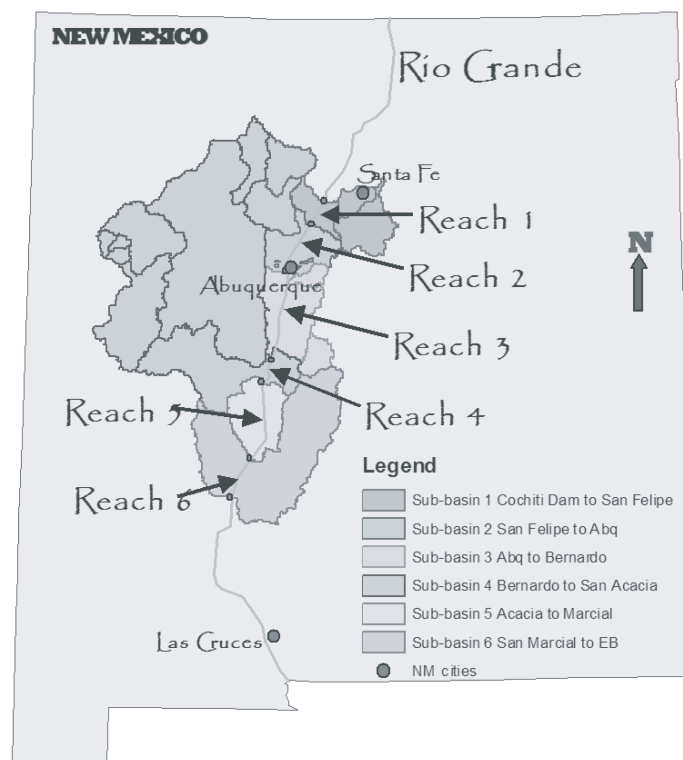 NEW MEXICO
Rio Grande
Santa Fe
Reach 1
N
Reach 2
Albuquerque
Reach 3
Reach 5
Reach 4
Legend
Reach 6
Sub-basin 1 Cochiti Dam to San Felipe
Sub-basin 2 San Felipe to Abq
Sub-basin 3 Abq to Bernardo
Sub-basin 4 Bernardo to San Acacia
Sub-basin 5 Acacia to Marcial
Sub-basin 6 San Marcial to EB
Las Cruces
NM cities